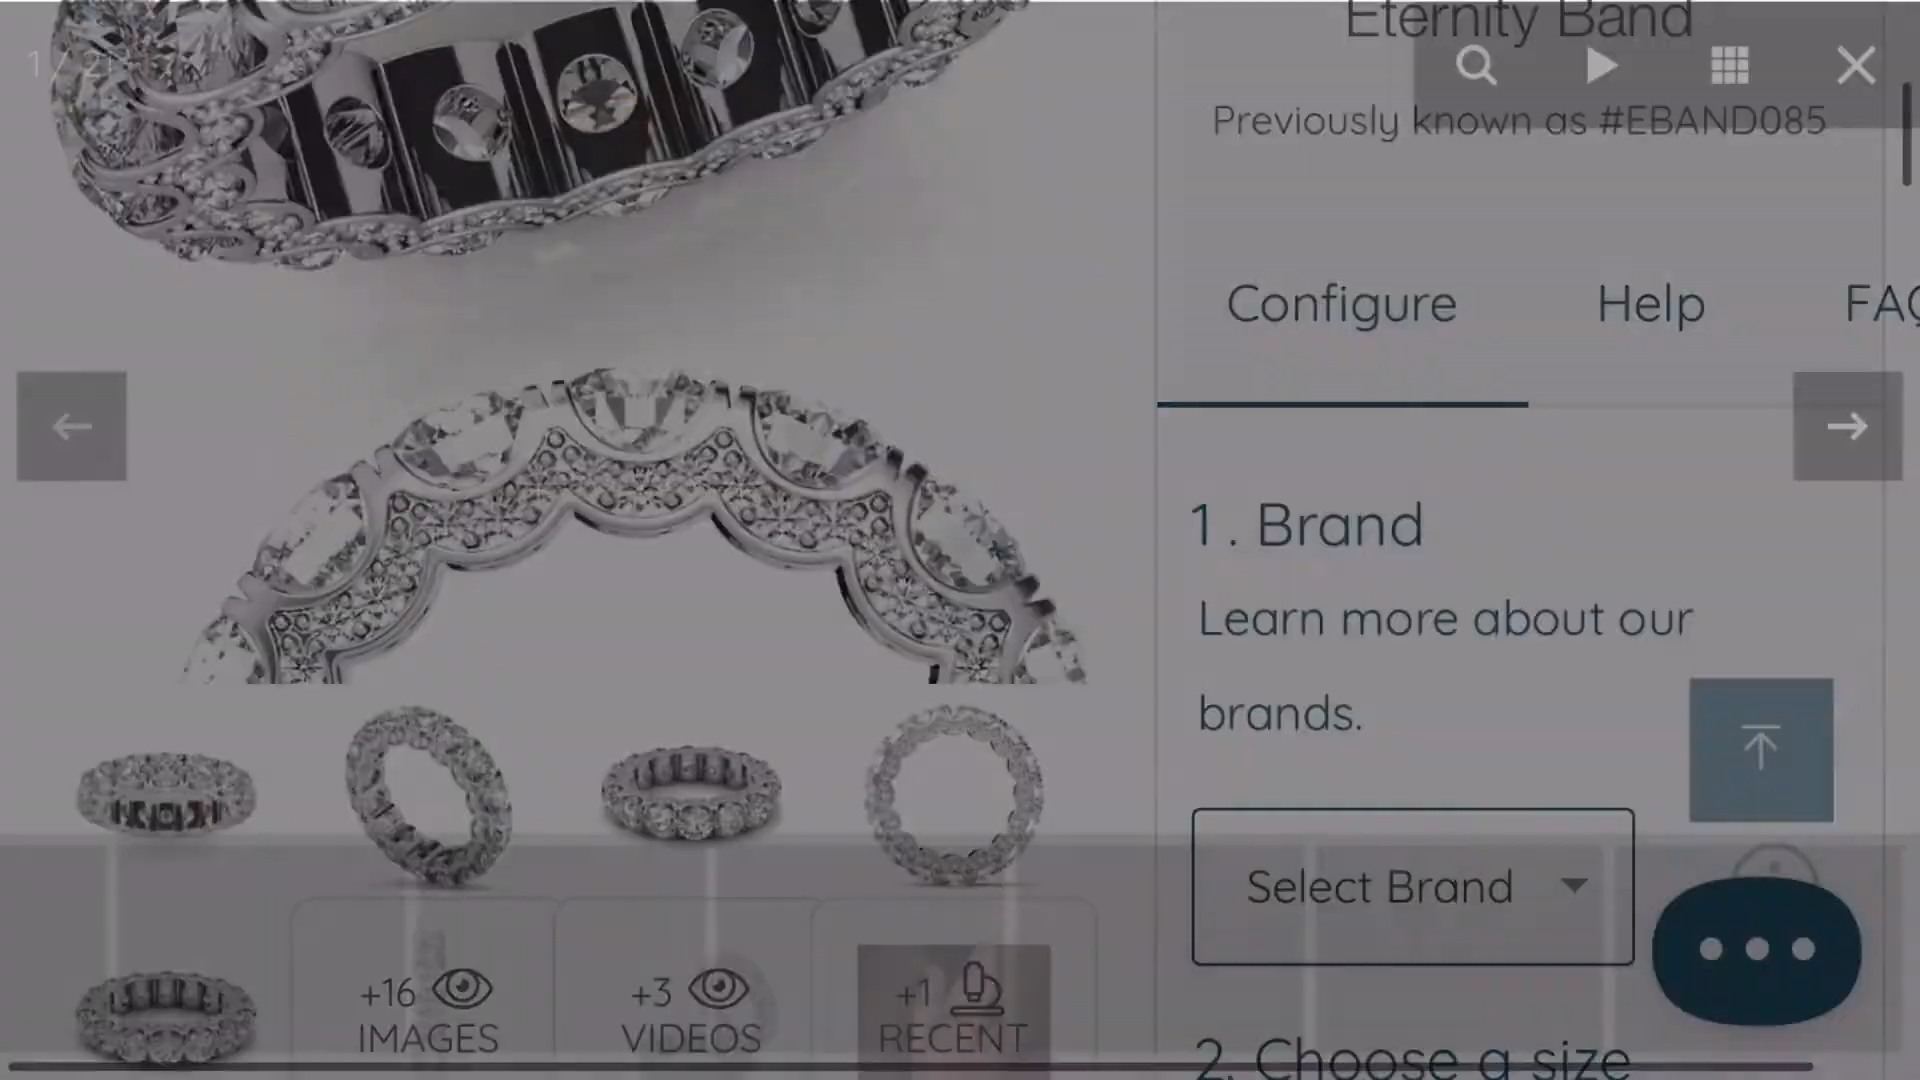 Eternity Band
Previously known as #EBAND085
Configure Help
1. Brand
Learn more about our
brands.
Select Brand
+16
IMAGES
+3
VIDEOS
+1
RECENT
2. Choose a size